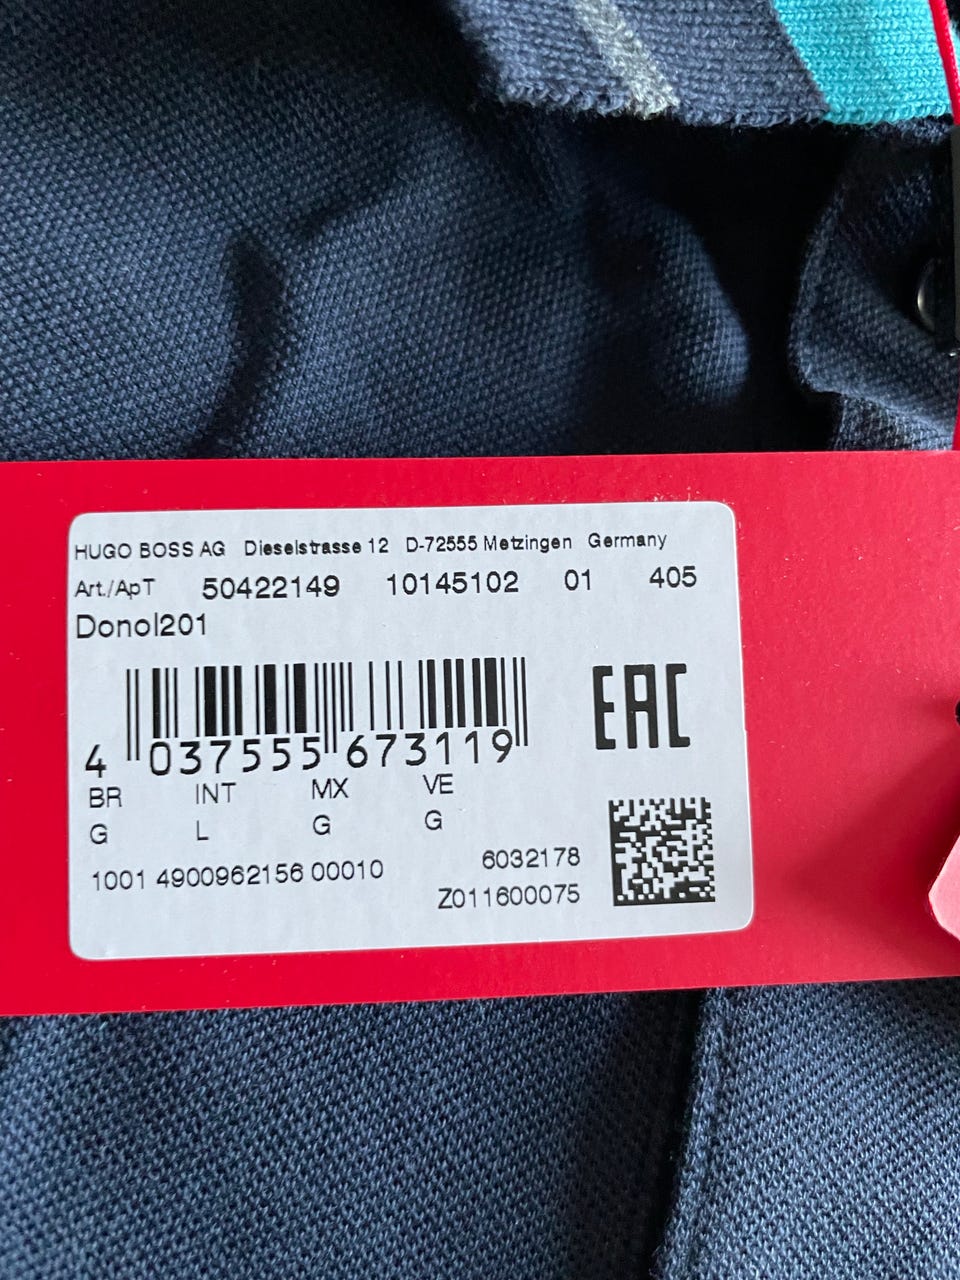 HUGO BOSS AG Dieselstrasse 12 D-72555 Metzingen Germany
Art./ApT 50422149 10145102 01 405
Donol201
4 037555 673119
EAC
BR INT MX VE
G L G G
1001 4900962156 00010 6032178
Z011600075